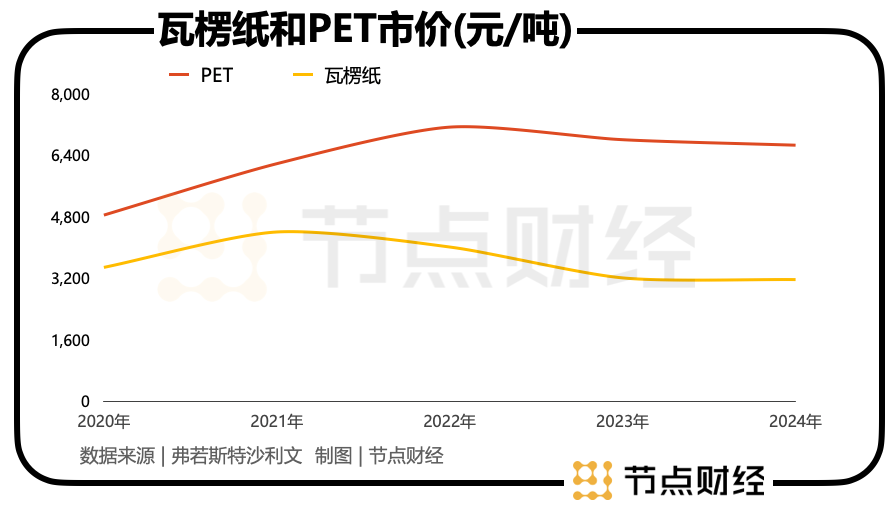 瓦楞纸和PET市价(元/吨)
PET 瓦楞纸
8,000
6,400
4,800
3,200
1,600
0
2020年 2021年 2022年 2023年 2024年
节点财经
数据来源 | 弗若斯特沙利文 制图 | 节点财经
节点财经